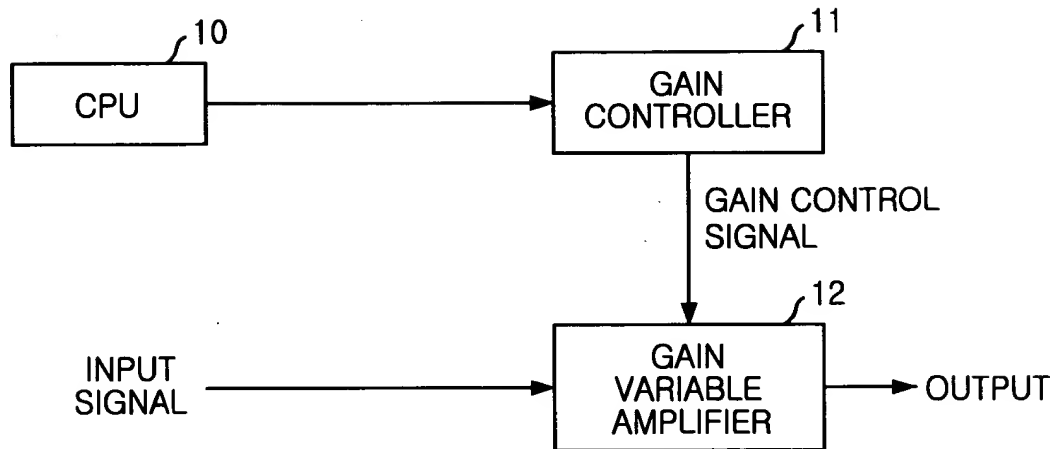 10
CPU
11
GAIN
CONTROLLER
GAIN CONTROL
SIGNAL
12
INPUT
SIGNAL
GAIN
VARIABLE
AMPLIFIER
OUTPUT